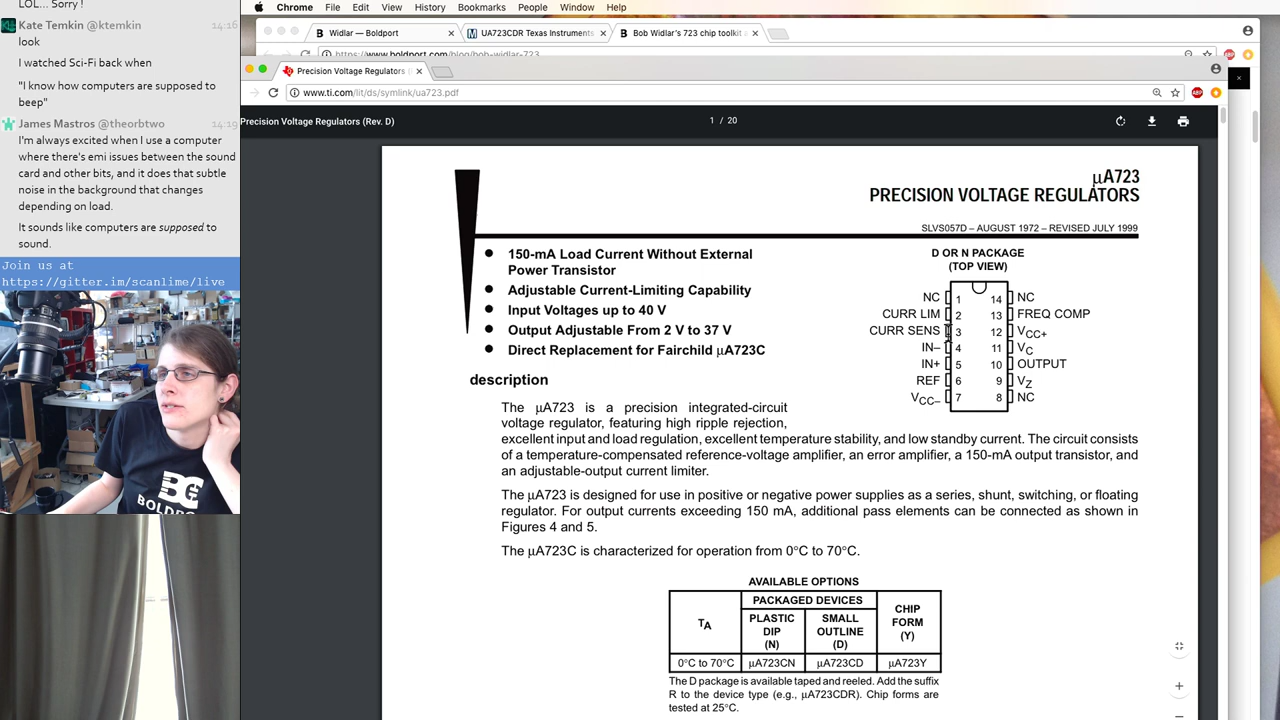 LOL... Sorry !
Kate Temkin @ktemkin 14:16
look
I watched Sci-Fi back when
"I know how computers are supposed to
beep"
James Mastros @theorbtwo 14:19
I'm always excited when I use a computer
where there's emi issues between the sound
card and other bits, and it does that subtle
noise in the background that changes
depending on load.
It sounds like computers are supposed to
sound.
Join us at
https://gitter.im/scanlime/live
BOLD
Chrome File Edit View History Bookmarks People Window Help
Widlar — Boldport
UA723CDR Texas Instruments
Bob Widlar's 723 chip toolkit a
https://www.boldport.com/blog/bob-widlar-723
Precision Voltage Regulators
www.ti.com/lit/ds/symlink/ua723.pdf
ABP
Precision Voltage Regulators (Rev. D)
1 / 20
μA723
PRECISION VOLTAGE REGULATORS
SLVS057D – AUGUST 1972 – REVISED JULY 1999
150-mA Load Current Without External
Power Transistor
Adjustable Current-Limiting Capability
Input Voltages up to 40 V
Output Adjustable From 2 V to 37 V
Direct Replacement for Fairchild μA723C
D OR N PACKAGE
(TOP VIEW)
NC 1 14 NC
CURR LIM 2 13 FREQ COMP
CURR SENS 3 12 VCC+
IN– 4 11 VC
IN+ 5 10 OUTPUT
REF 6 9 VZ
VCC– 7 8 NC
description
The μA723 is a precision integrated-circuit
voltage regulator, featuring high ripple rejection,
excellent input and load regulation, excellent temperature stability, and low standby current. The circuit consists
of a temperature-compensated reference-voltage amplifier, an error amplifier, a 150-mA output transistor, and
an adjustable-output current limiter.
The μA723 is designed for use in positive or negative power supplies as a series, shunt, switching, or floating
regulator. For output currents exceeding 150 mA, additional pass elements can be connected as shown in
Figures 4 and 5.
The μA723C is characterized for operation from 0°C to 70°C.
AVAILABLE OPTIONS
PACKAGED DEVICES
TA
PLASTIC DIP (N)
SMALL OUTLINE (D)
CHIP FORM (Y)
0°C to 70°C μA723CN μA723CD μA723Y
The D package is available taped and reeled. Add the suffix
R to the device type (e.g., μA723CDR). Chip forms are
tested at 25°C.